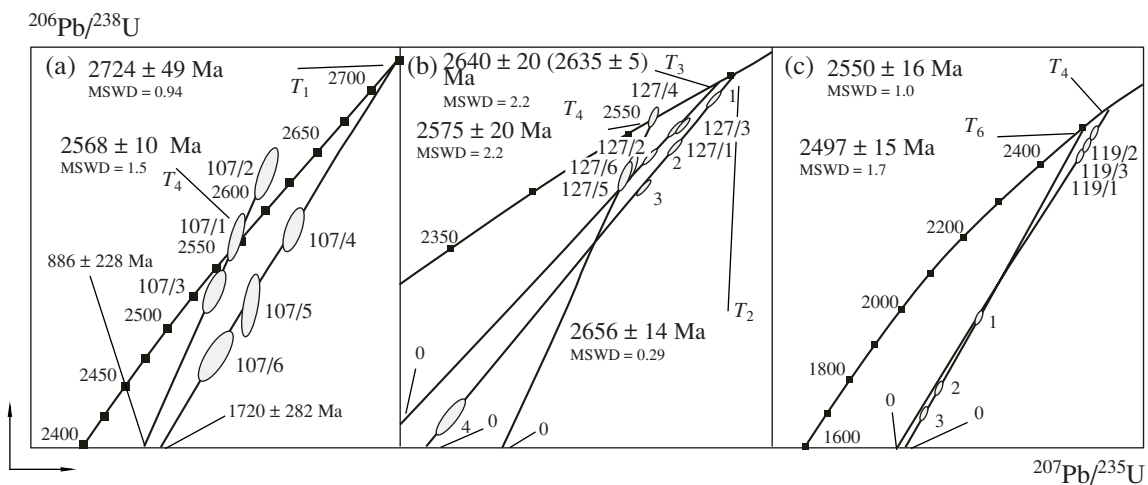 206Pb/238U
(a) 2724 ± 49 Ma
MSWD = 0.94
T1
2700
2650
2568 ± 10 Ma
MSWD = 1.5
T4
107/2
2600
107/1
2550
107/4
886 ± 228 Ma
107/3
2500
107/5
107/6
2450
1720 ± 282 Ma
2400
(b) 2640 ± 20 (2635 ± 5)
Ma
MSWD = 2.2
T3
127/4
1
T4
2550
2575 ± 20 Ma
MSWD = 2.2
127/3
127/2
127/1
127/6
2
127/5
3
2350
T2
2656 ± 14 Ma
MSWD = 0.29
0
4
0
0
(c) 2550 ± 16 Ma
MSWD = 1.0
T4
T6
2497 ± 15 Ma
MSWD = 1.7
2400
119/2
119/3
119/1
2200
2000
1
1800
2
0
3
0
1600
207Pb/235U